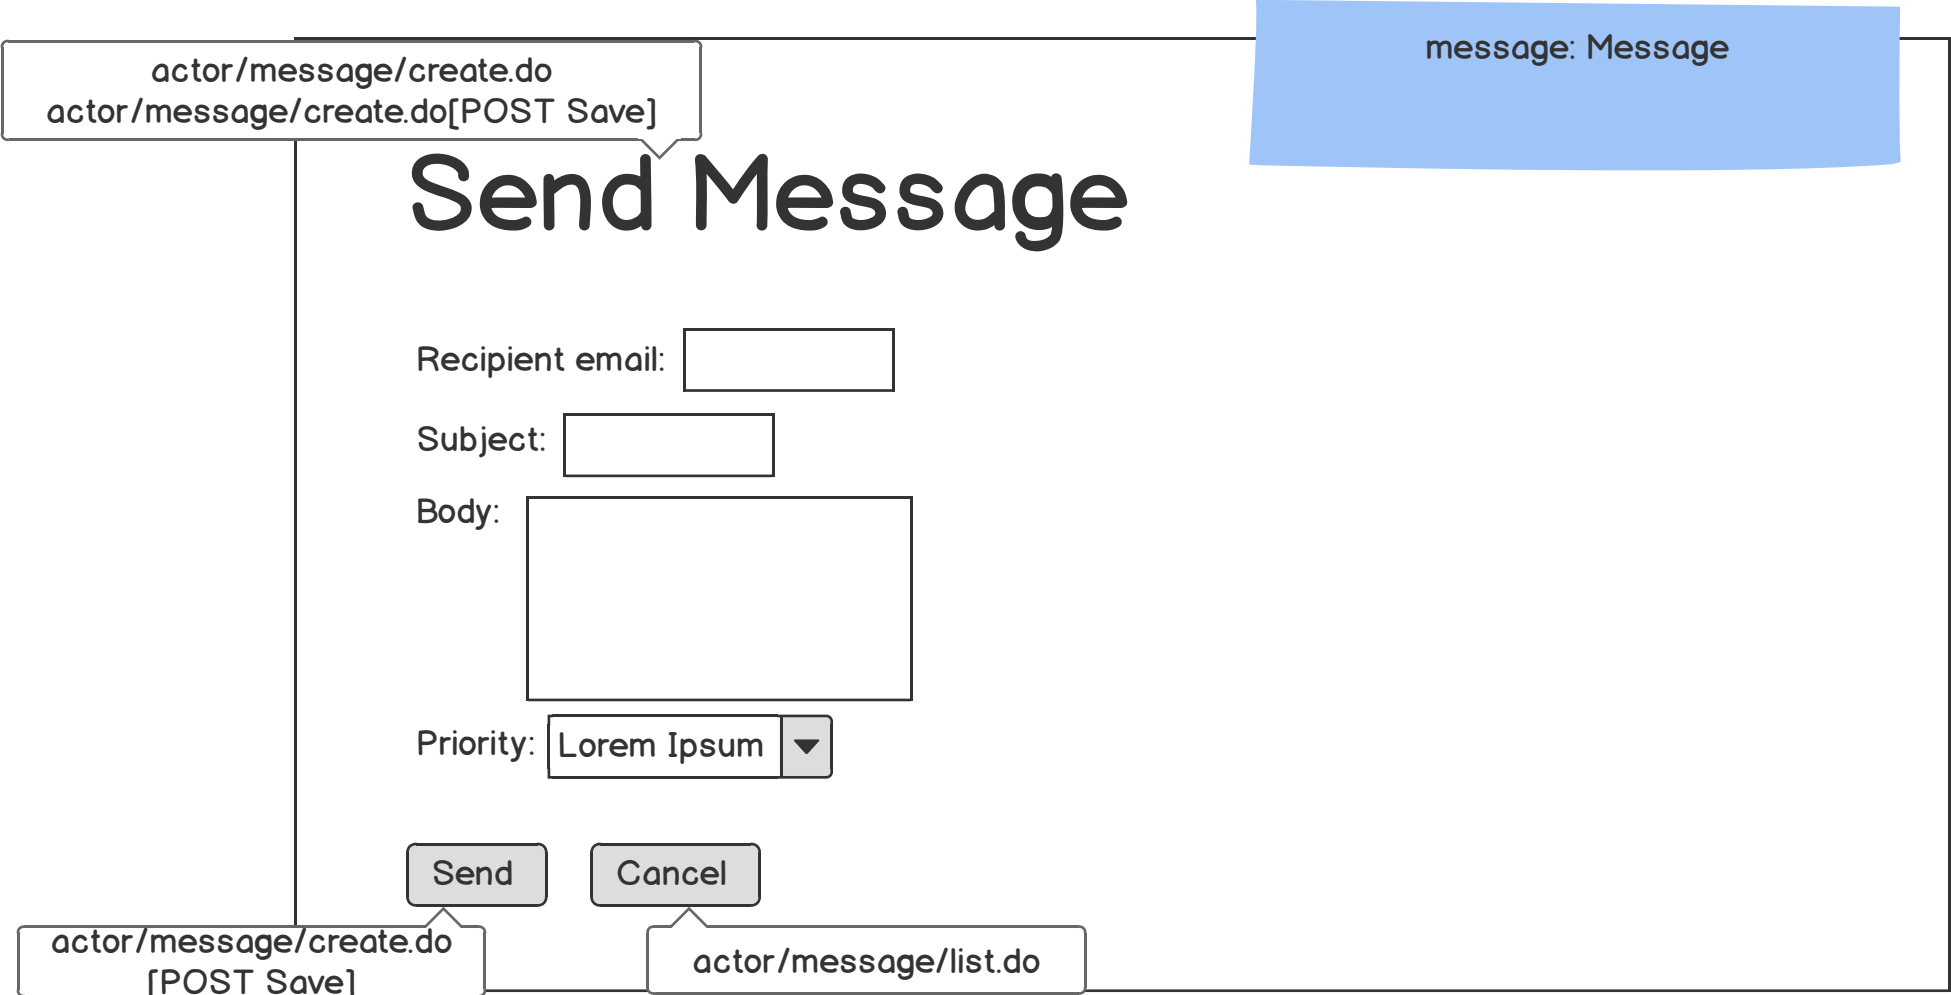 message: Message
actor/message/create.do
actor/message/create.do[POST Save]
Send Message
Recipient email:
Subject:
Body:
Priority: Lorem Ipsum
Send Cancel
actor/message/create.do
[POST Save]
actor/message/list.do